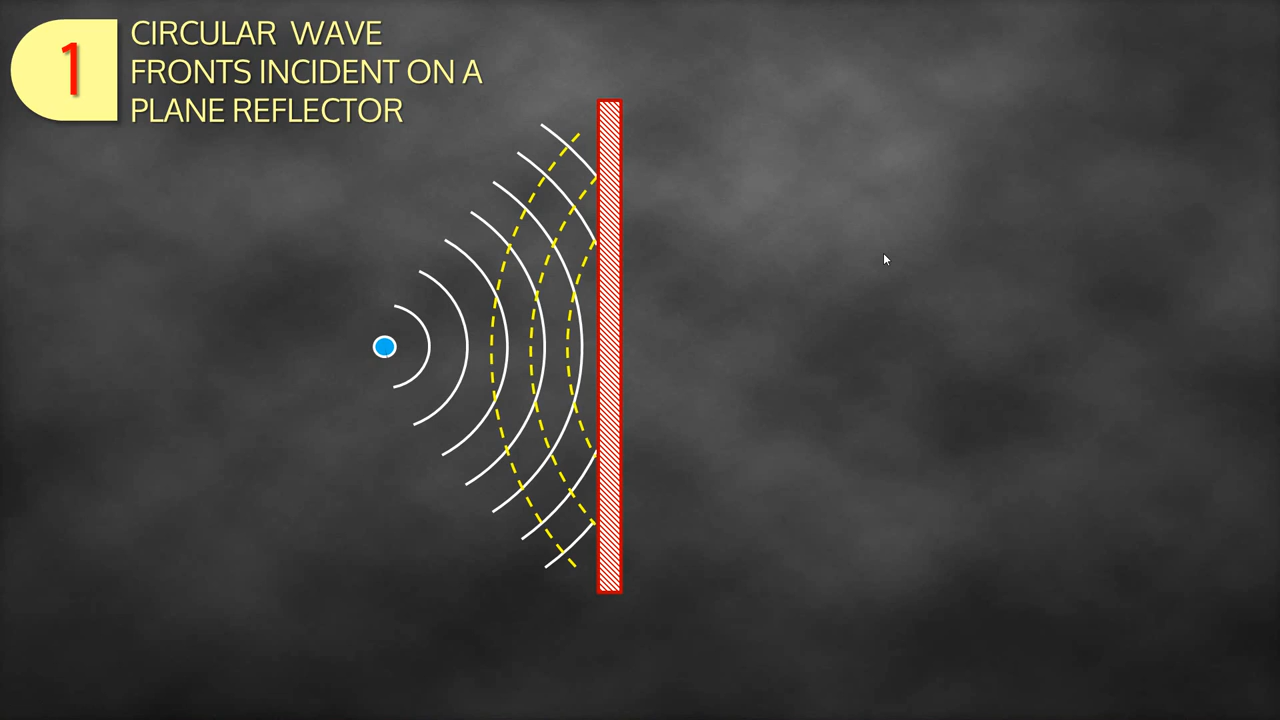 1
CIRCULAR WAVE
FRONTS INCIDENT ON A
PLANE REFLECTOR